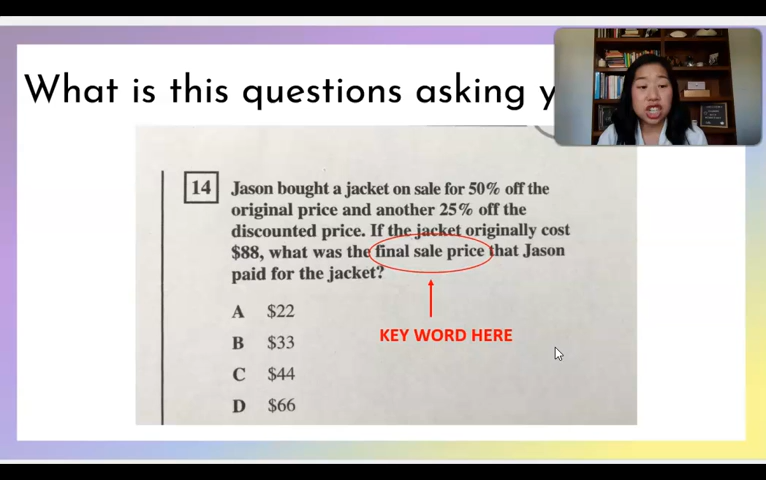 What is this questions asking y
14 Jason bought a jacket on sale for 50% off the
original price and another 25% off the
discounted price. If the jacket originally cost
$88, what was the final sale price that Jason
paid for the jacket?
A $22
B $33
C $44
D $66
KEY WORD HERE